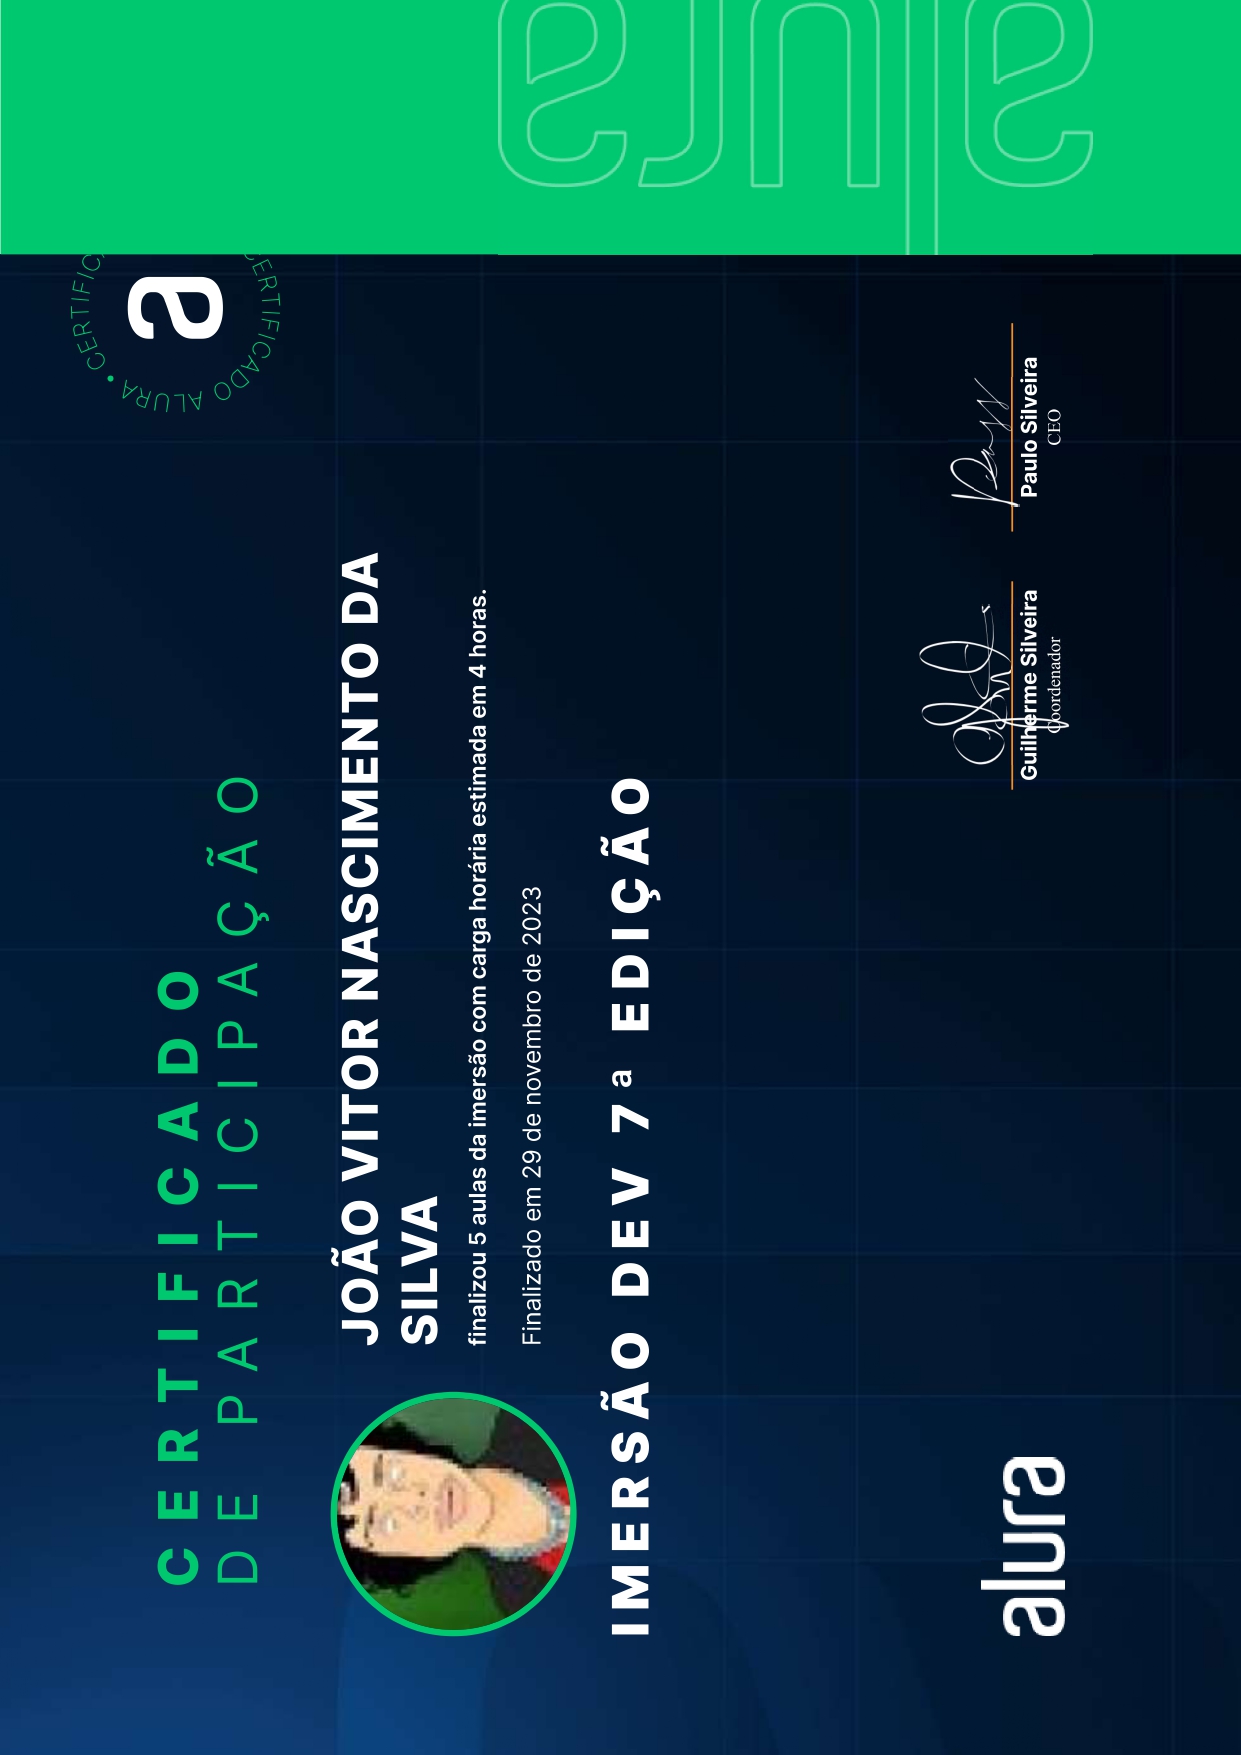 CERTIFICADO
DE PARTICIPAÇÃO
JOÃO VITOR NASCIMENTO DA
SILVA
finalizou 5 aulas da imersão com carga horária estimada em 4 horas.
Finalizado em 29 de novembro de 2023
IMERSÃO DEV 7ª EDIÇÃO
alura
Guilherme Silveira
Coordenador
Paulo Silveira
CEO
a
CERTIFICADO ALURA •
alura